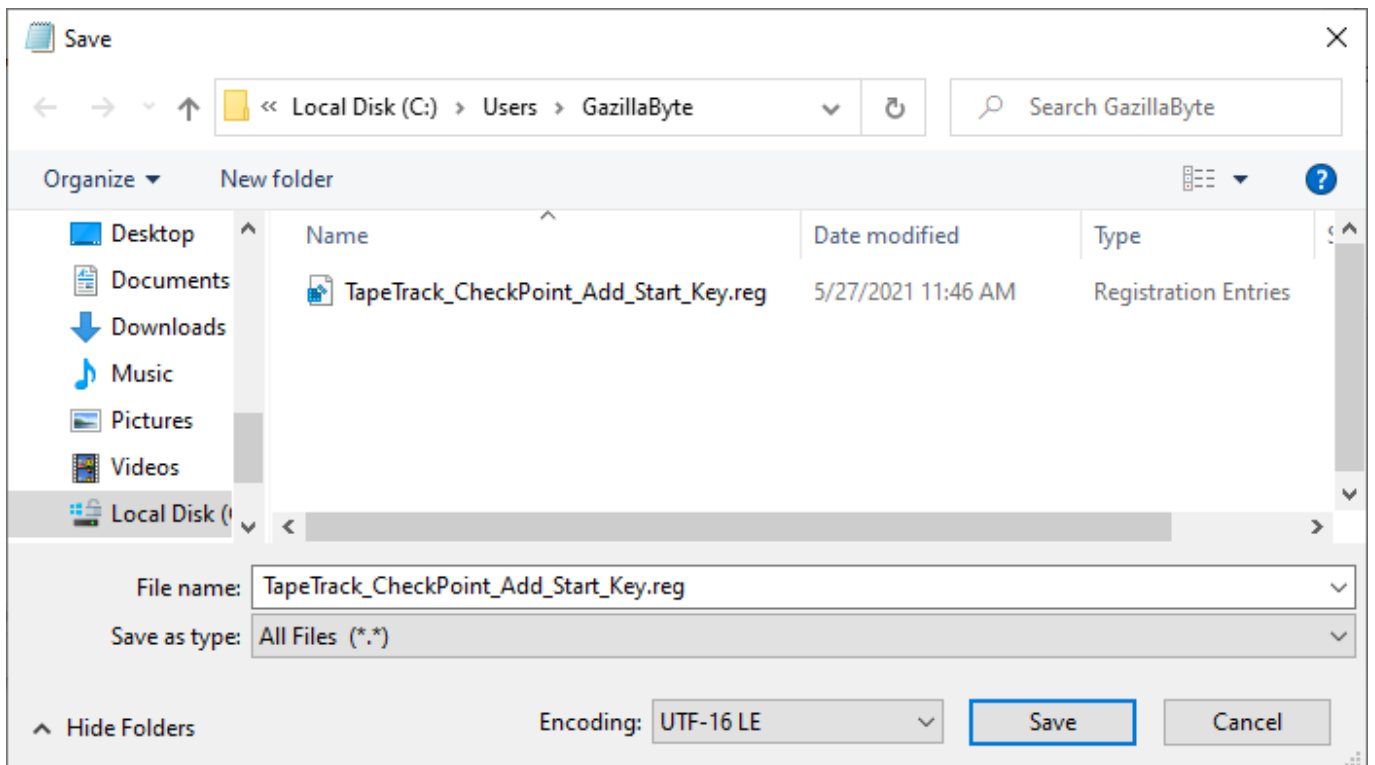 Save
« Local Disk (C:) > Users > GazillaByte
Search GazillaByte
Organize
New folder
?
Desktop
Documents
Downloads
Music
Pictures
Videos
Local Disk (
Name
Date modified
Type
TapeTrack_CheckPoint_Add_Start_Key.reg
5/27/2021 11:46 AM
Registration Entries
File name: TapeTrack_CheckPoint_Add_Start_Key.reg
Save as type: All Files (*.*)
Hide Folders
Encoding: UTF-16 LE
Save
Cancel